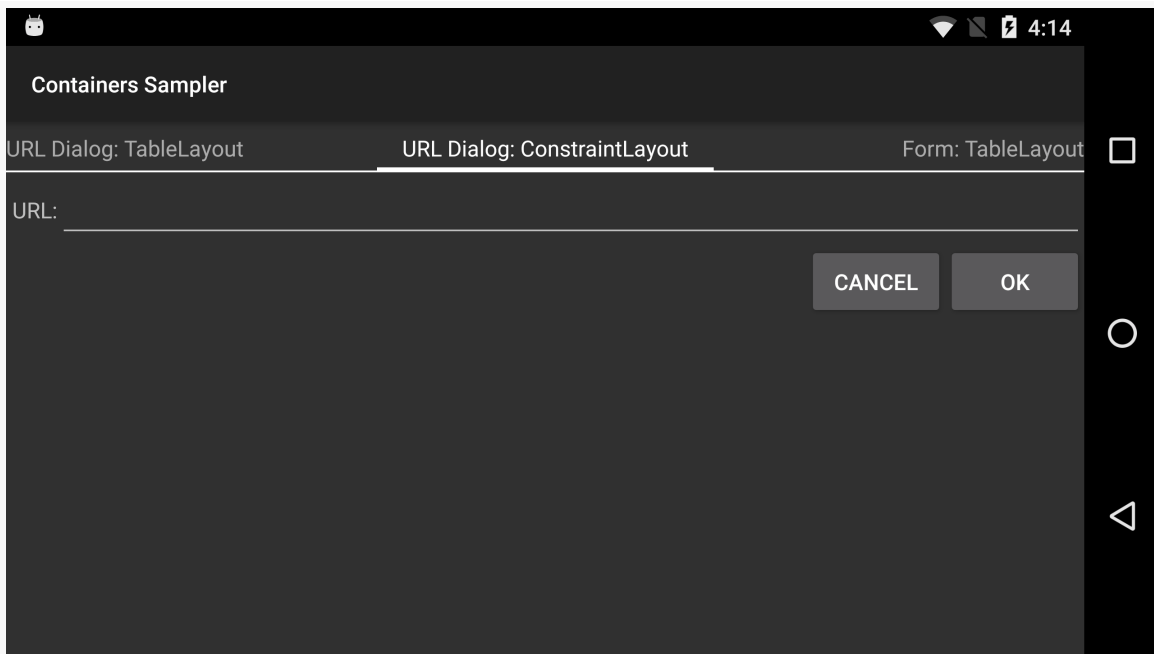 4:14
Containers Sampler
URL Dialog: TableLayout URL Dialog: ConstraintLayout Form: TableLayout
URL:
CANCEL OK